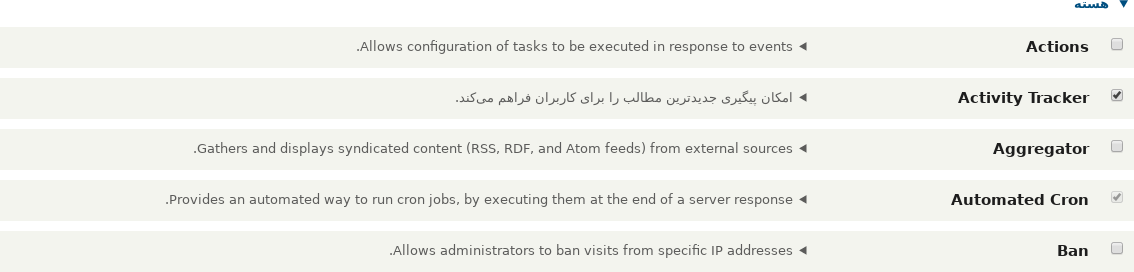 هسته
Actions
Allows configuration of tasks to be executed in response to events.
Activity Tracker
امکان پیگیری جدیدترین مطالب را برای کاربران فراهم می‌کند.
Aggregator
Gathers and displays syndicated content (RSS, RDF, and Atom feeds) from external sources.
Automated Cron
Provides an automated way to run cron jobs, by executing them at the end of a server response.
Ban
Allows administrators to ban visits from specific IP addresses.